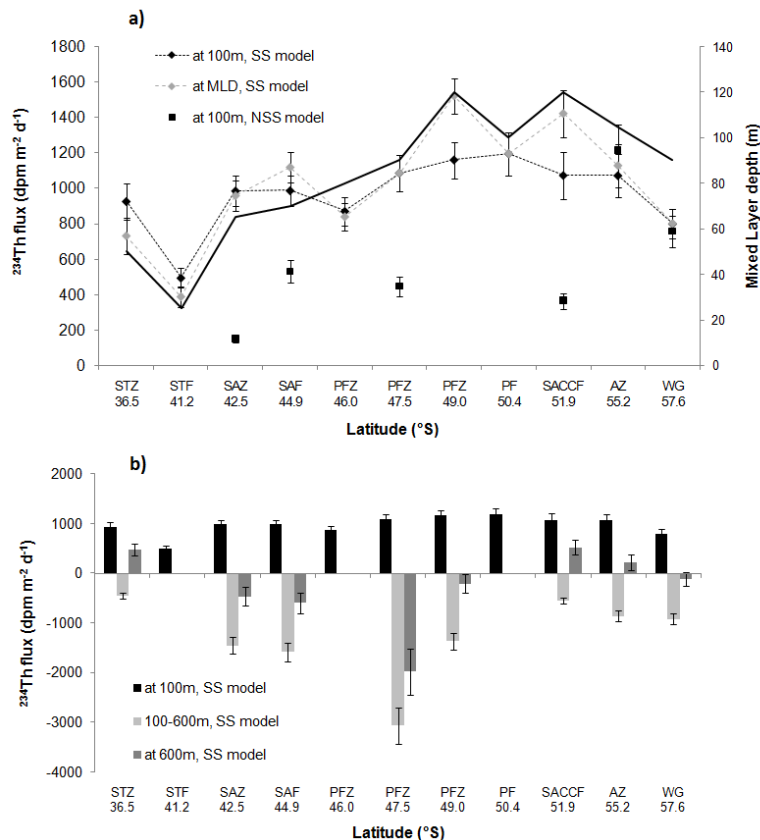 a)
at 100m, SS model
at MLD, SS model
at 100m, NSS model
²³⁴Th flux (dpm m⁻² d⁻¹)
1800
1600
1400
1200
1000
800
600
400
200
0
140
120
100
80
60
40
20
0
Mixed Layer depth (m)
STZ STF SAZ SAF PFZ PFZ PFZ PF SACCF AZ WG
36.5 41.2 42.5 44.9 46.0 47.5 49.0 50.4 51.9 55.2 57.6
Latitude (°S)
b)
²³⁴Th flux (dpm m⁻² d⁻¹)
2000
1000
0
-1000
-2000
-3000
-4000
at 100m, SS model
100-600m, SS model
at 600m, SS model
STZ STF SAZ SAF PFZ PFZ PFZ PF SACCF AZ WG
36.5 41.2 42.5 44.9 46.0 47.5 49.0 50.4 51.9 55.2 57.6
Latitude (°S)